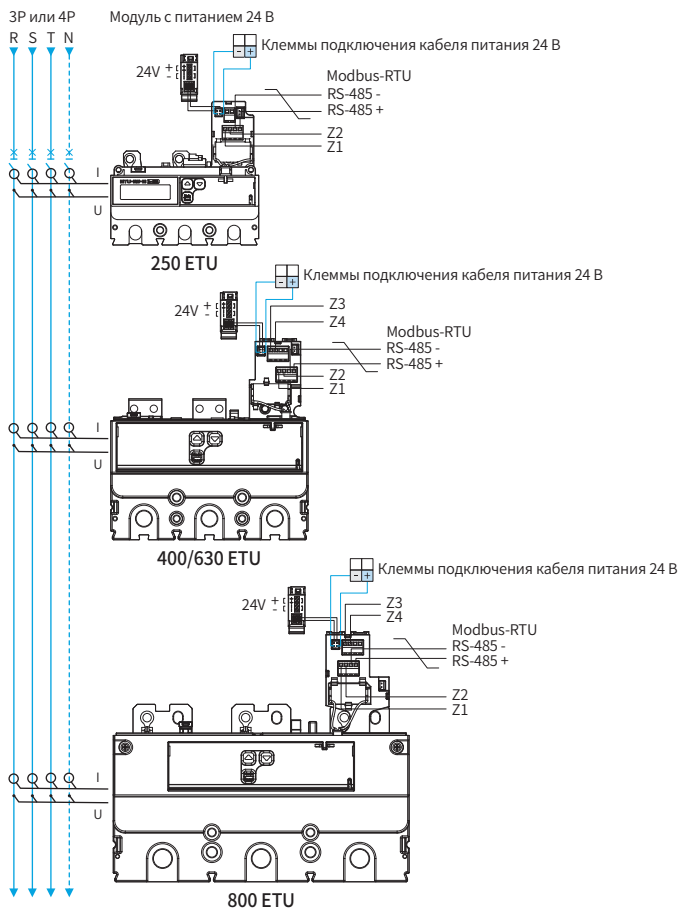 3P или 4P Модуль с питанием 24 В
R S T N
- + Клеммы подключения кабеля питания 24 В
24V + -
Modbus-RTU
RS-485 -
RS-485 +
Z2
Z1
I
U
250 ETU
- + Клеммы подключения кабеля питания 24 В
Z3
24V + -
Z4
Modbus-RTU
RS-485 -
RS-485 +
Z2
Z1
I
U
400/630 ETU
- + Клеммы подключения кабеля питания 24 В
24V + -
Z3
Z4
Modbus-RTU
RS-485 -
RS-485 +
Z2
Z1
I
U
800 ETU